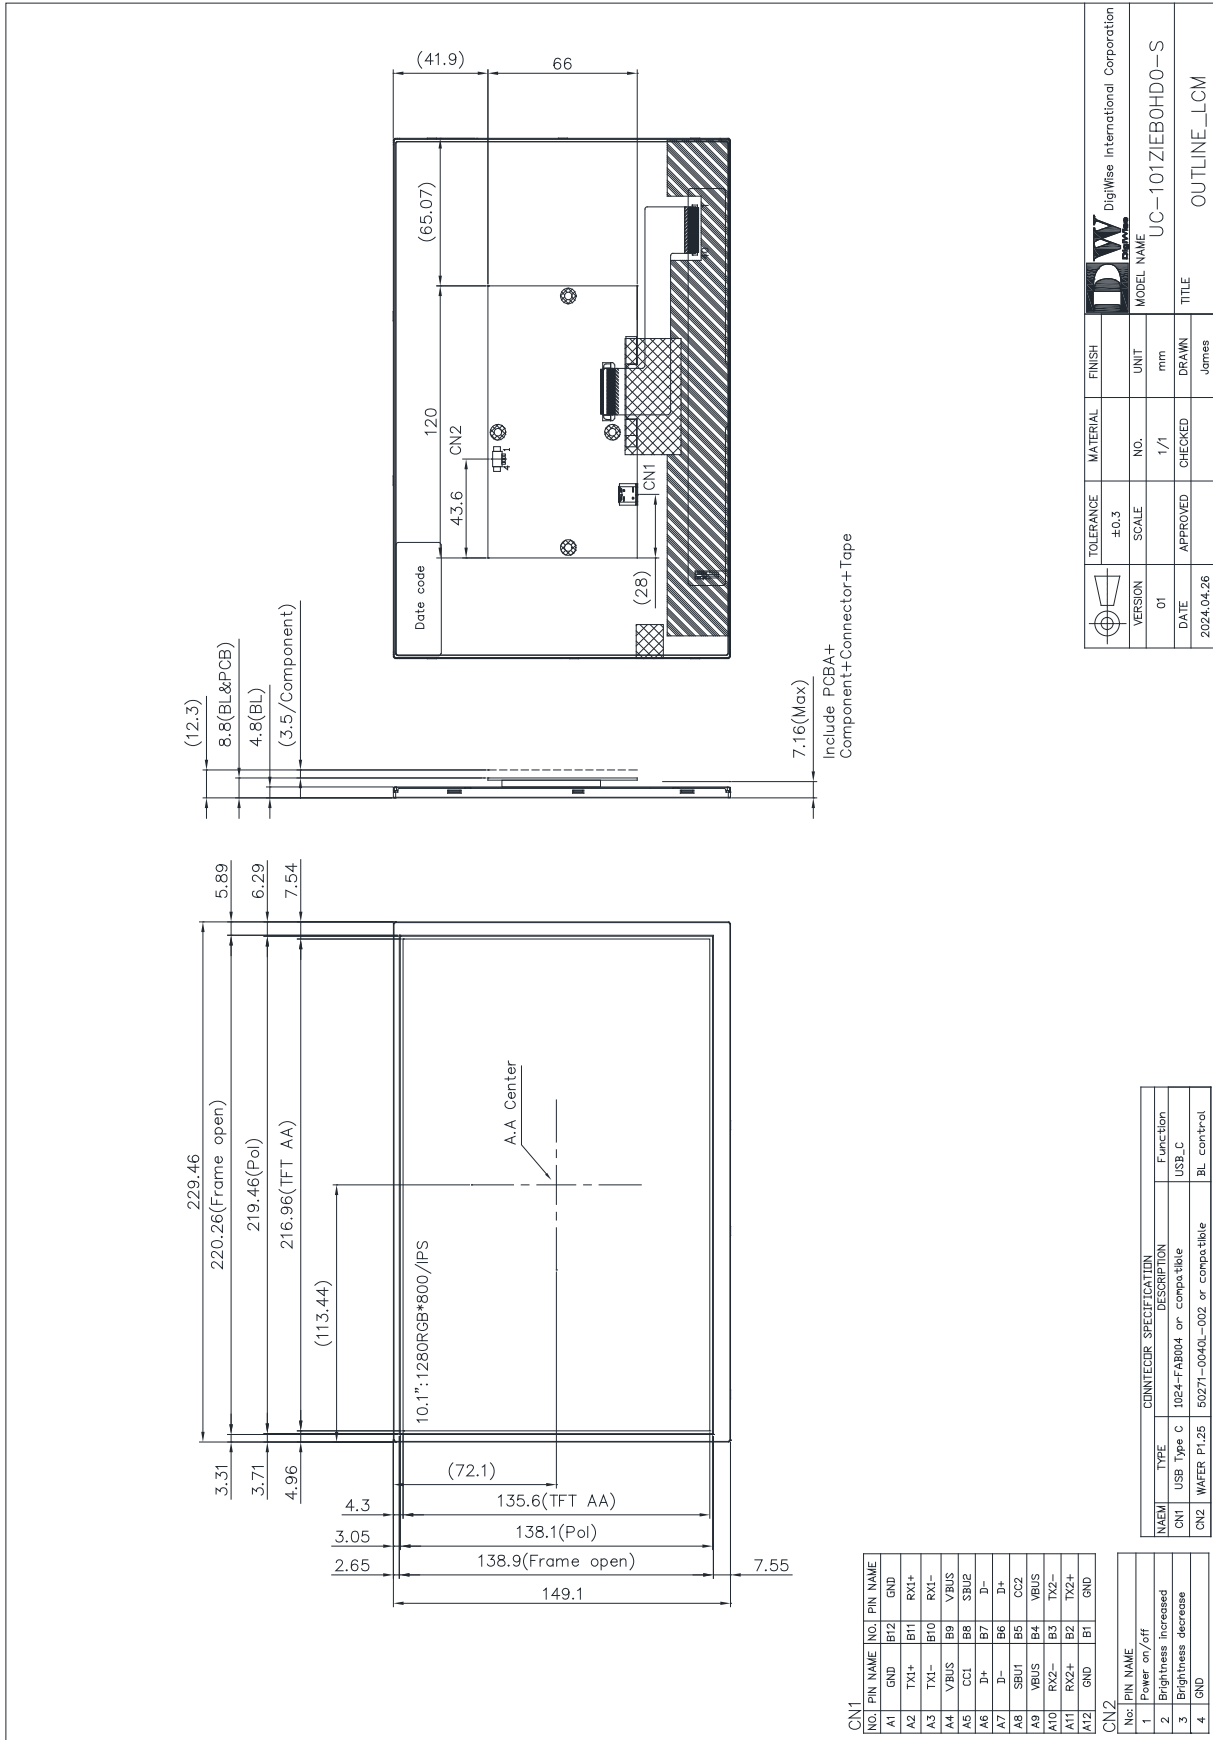 (41.9)
66
(65.07)
120
CN2
43.6
4
1
CN1
(28)
Date code
(12.3)
8.8(BL&PCB)
4.8(BL)
(3.5/Component)
7.16(Max)
Include PCBA+
Component+Connector+Tape
5.89
6.29
7.54
229.46
220.26(Frame open)
219.46(Pol)
216.96(TFT AA)
(113.44)
A.A Center
10.1":1280RGB*800/IPS
3.31
3.71
4.96
(72.1)
4.3
135.6(TFT AA)
3.05
138.1(Pol)
2.65
138.9(Frame open)
7.55
149.1
CN1
NO. PIN NAME NO. PIN NAME
A1 GND B12 GND
A2 TX1+ B11 RX1+
A3 TX1- B10 RX1-
A4 VBUS B9 VBUS
A5 CC1 B8 SBU2
A6 D+ B7 D-
A7 D- B6 D+
A8 SBU1 B5 CC2
A9 VBUS B4 VBUS
A10 RX2- B3 TX2-
A11 RX2+ B2 TX2+
A12 GND B1 GND
CN2
No: PIN NAME
1 Power on/off
2 Brightness increased
3 Brightness decrease
4 GND
CONNTECOR SPECIFICATION
NAEM TYPE DESCRIPTION Function
CN1 USB Type C 1024-FAB004 or compatible USB_C
CN2 WAFER P1.25 50271-0040L-002 or compatible BL control
TOLERANCE MATERIAL FINISH
±0.3
DW DigiWise DigiWise International Corporation
VERSION SCALE NO. UNIT MODEL NAME
01 1/1 mm UC-101ZIEB0HD0-S
DATE APPROVED CHECKED DRAWN TITLE
2024.04.26 James OUTLINE_LCM